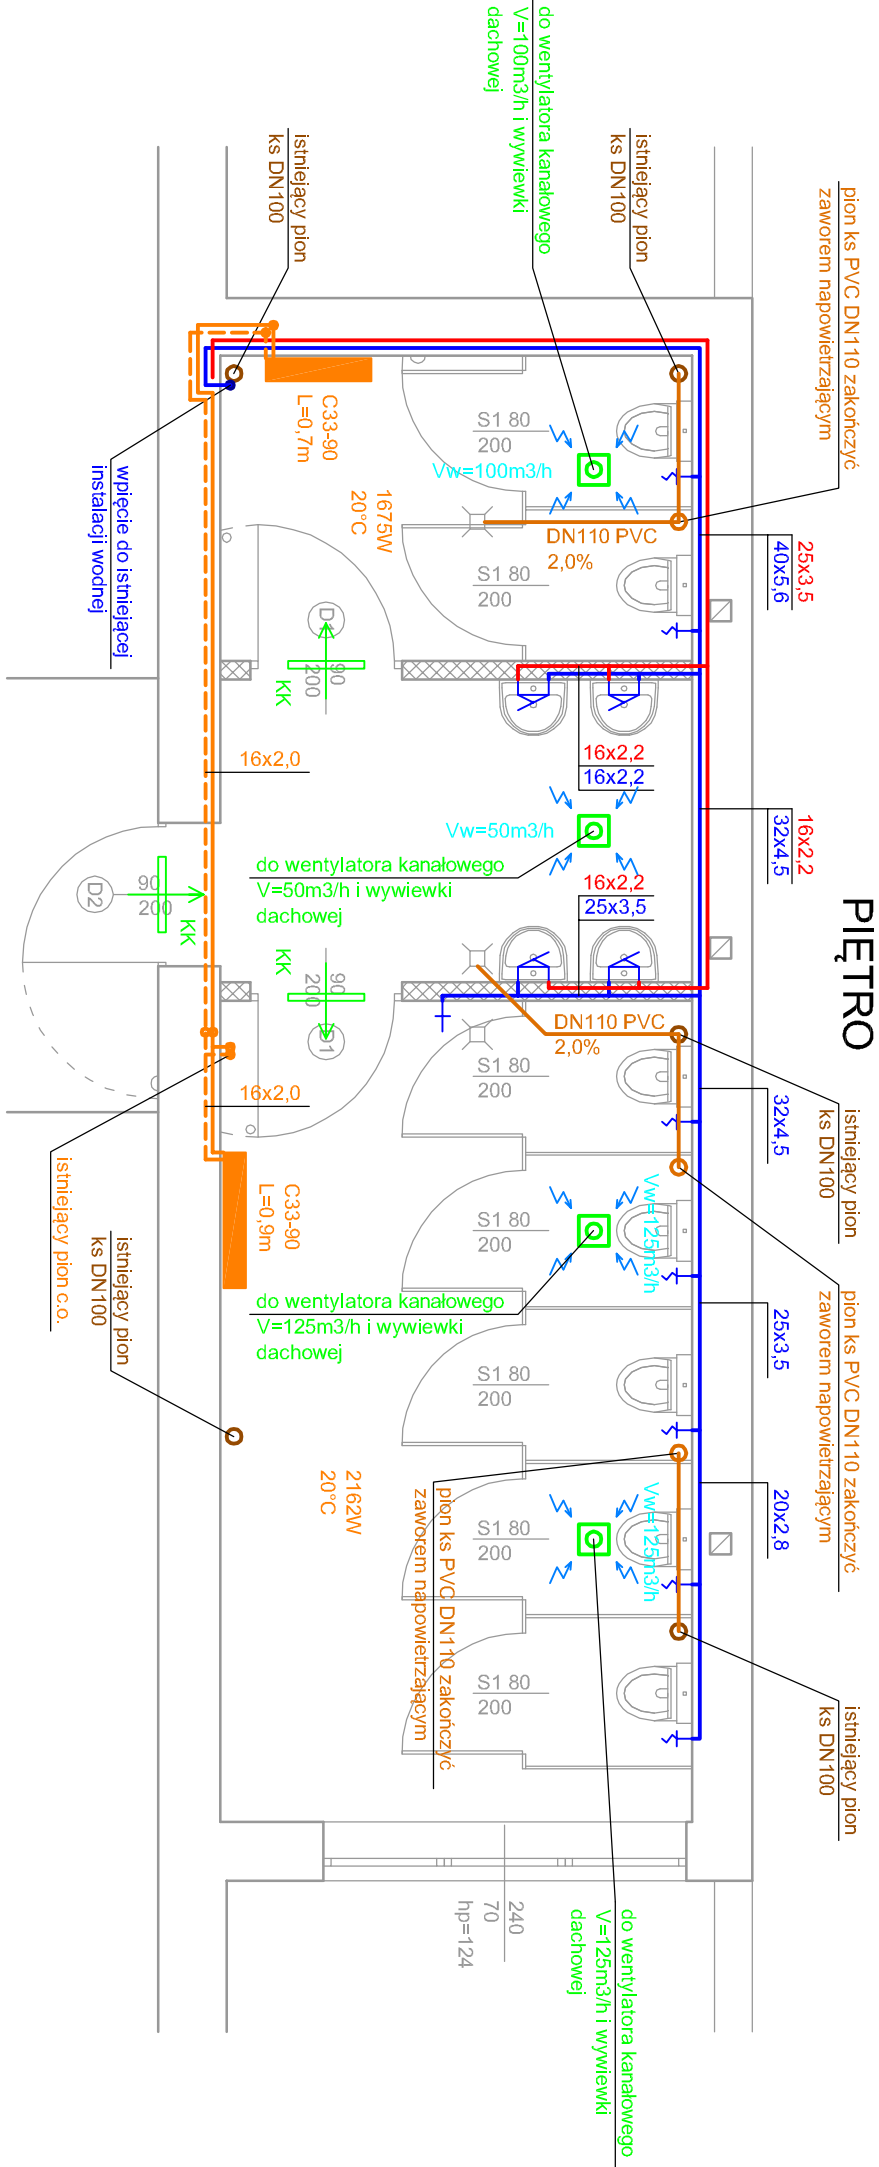 PIĘTRO
do wentylatora kanałowego
V=100m3/h i wywiewki
dachowej
istniejący pion
ks DN100
istniejący pion
ks DN100
pion ks PVC DN110 zakończyć
zaworem napowietrzającym
C33-90
L=0,7m
S1 80
200
Vw=100m3/h
1675W
20°C
DN110 PVC
2,0%
S1 80
200
25x3,5
40x5,6
wpięcie do istniejącej
instalacji wodnej
D1
90
200
KK
16x2,0
16x2,2
16x2,2
16x2,2
32x4,5
Vw=50m3/h
do wentylatora kanałowego
V=50m3/h i wywiewki
dachowej
16x2,2
25x3,5
D2
90
200
KK
KK
90
200
D1
DN110 PVC
2,0%
S1 80
200
16x2,0
32x4,5
istniejący pion
ks DN100
istniejący pion c.o.
C33-90
L=0,9m
Vw=125m3/h
S1 80
200
istniejący pion
ks DN100
do wentylatora kanałowego
V=125m3/h i wywiewki
dachowej
25x3,5
pion ks PVC DN110 zakończyć
zaworem napowietrzającym
S1 80
200
2162W
20°C
pion ks PVC DN110 zakończyć
zaworem napowietrzającym
S1 80
200
Vw=125m3/h
20x2,8
S1 80
200
istniejący pion
ks DN100
240
70
hp=124
do wentylatora kanałowego
V=125m3/h i wywiewki
dachowej